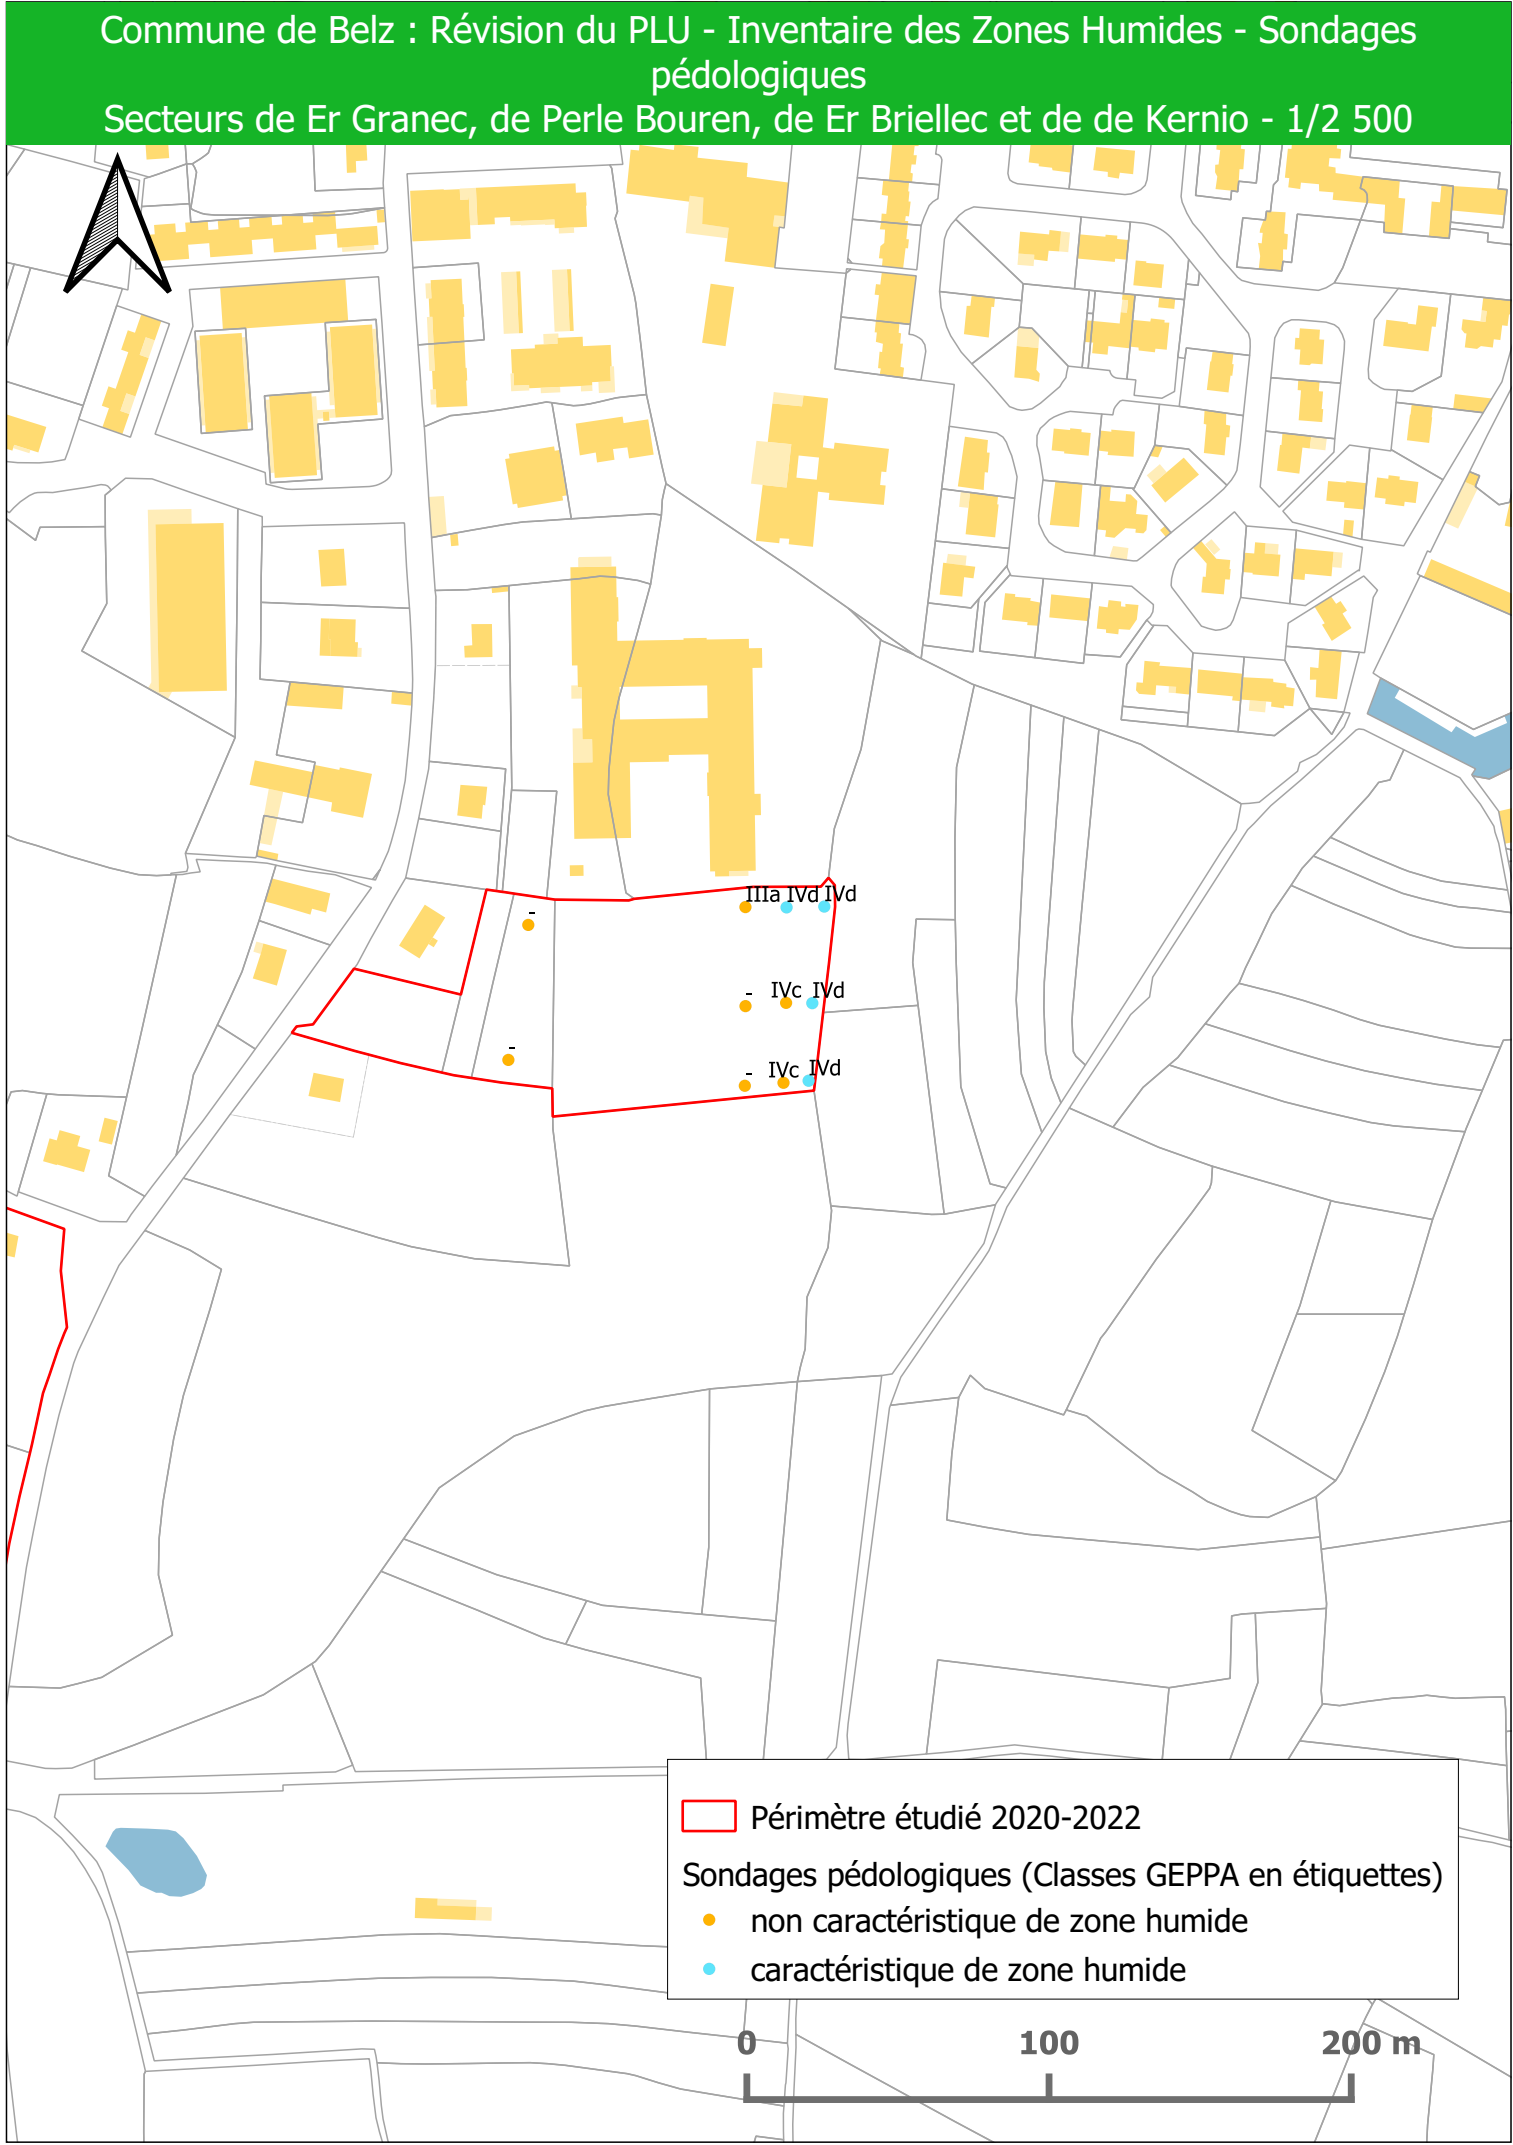 Commune de Belz : Révision du PLU - Inventaire des Zones Humides - Sondages
pédologiques
Secteurs de Er Granec, de Perle Bouren, de Er Briellec et de de Kernio - 1/2 500
IIIa IVd IVd
-
- IVc IVd
-
- IVc IVd
Périmètre étudié 2020-2022
Sondages pédologiques (Classes GEPPA en étiquettes)
non caractéristique de zone humide
caractéristique de zone humide
0 100 200 m